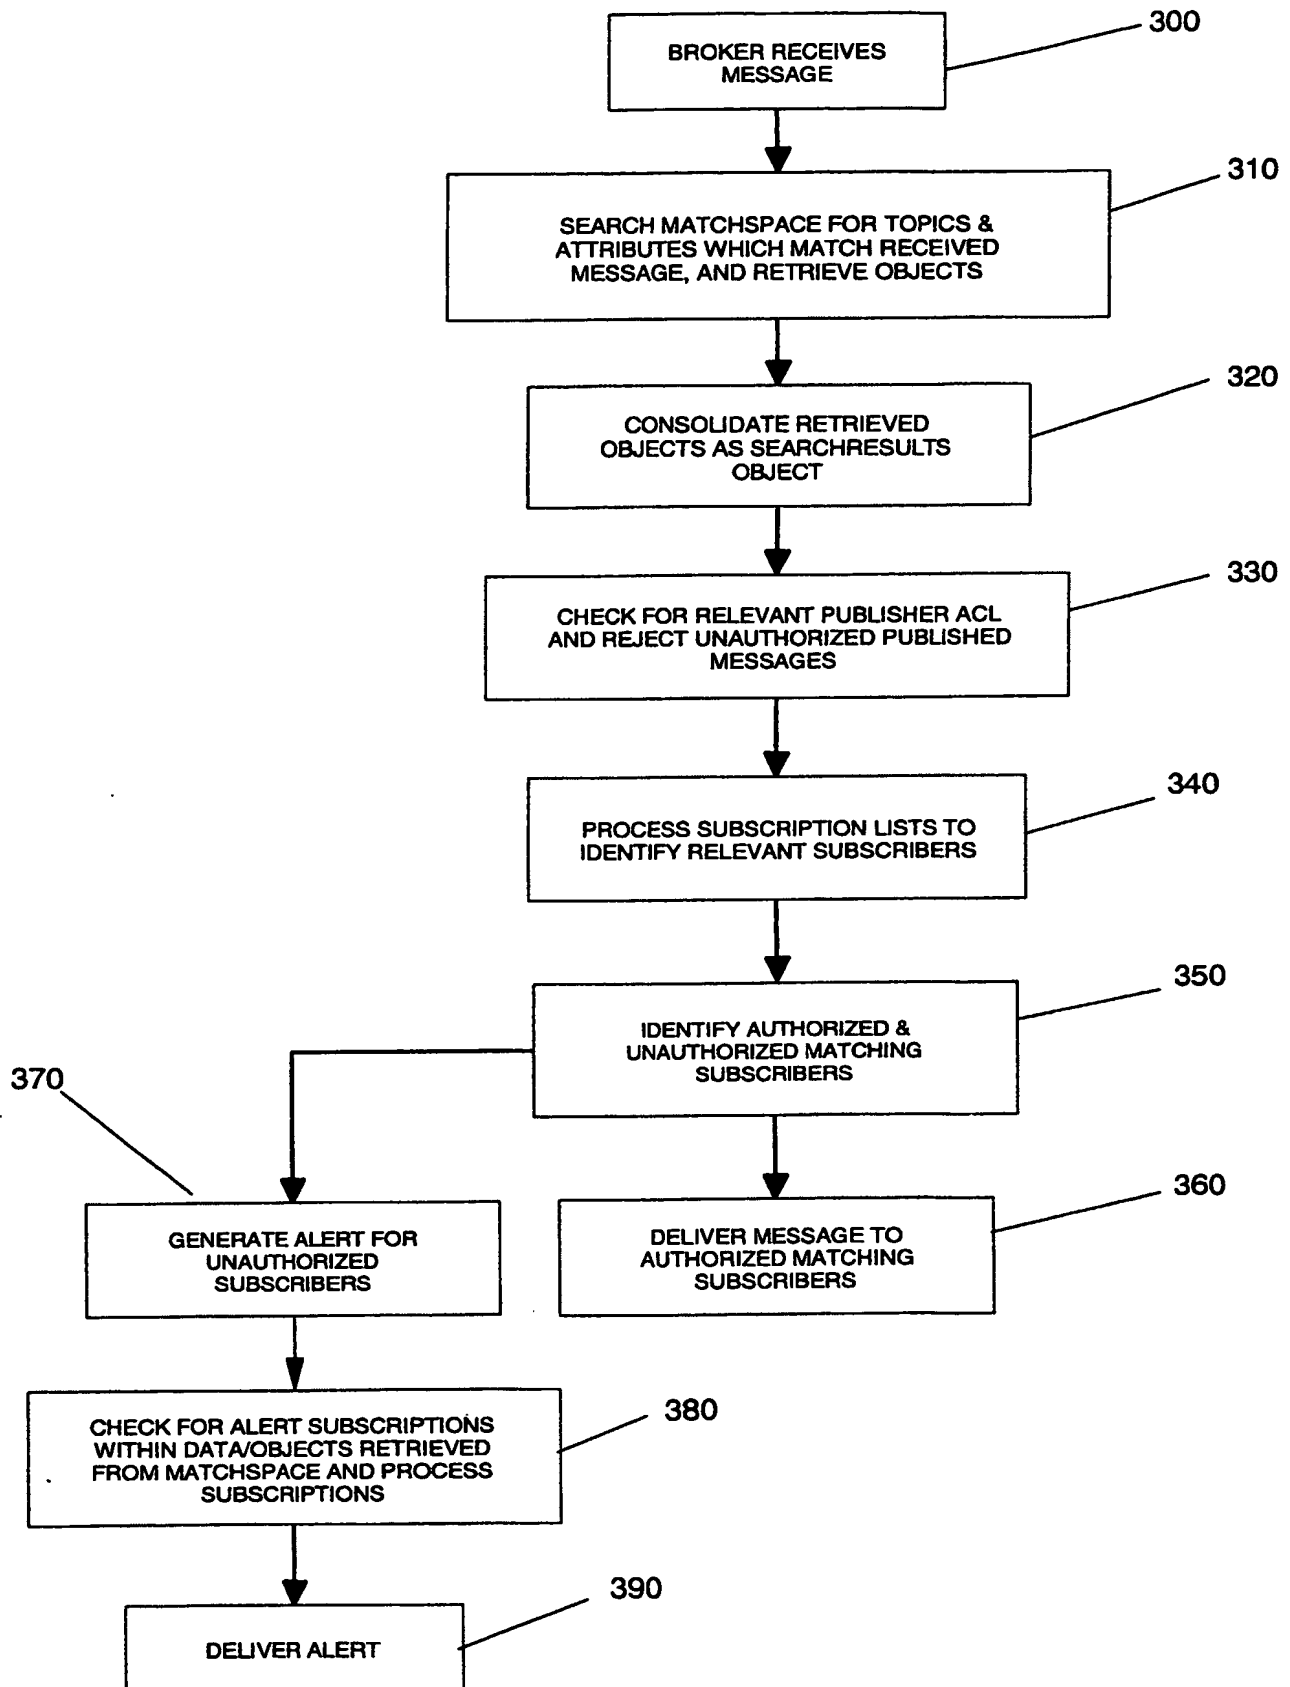 BROKER RECEIVES
MESSAGE
300
SEARCH MATCHSPACE FOR TOPICS &
ATTRIBUTES WHICH MATCH RECEIVED
MESSAGE, AND RETRIEVE OBJECTS
310
CONSOLIDATE RETRIEVED
OBJECTS AS SEARCHRESULTS
OBJECT
320
CHECK FOR RELEVANT PUBLISHER ACL
AND REJECT UNAUTHORIZED PUBLISHED
MESSAGES
330
PROCESS SUBSCRIPTION LISTS TO
IDENTIFY RELEVANT SUBSCRIBERS
340
IDENTIFY AUTHORIZED &
UNAUTHORIZED MATCHING
SUBSCRIBERS
350
370
GENERATE ALERT FOR
UNAUTHORIZED
SUBSCRIBERS
DELIVER MESSAGE TO
AUTHORIZED MATCHING
SUBSCRIBERS
360
CHECK FOR ALERT SUBSCRIPTIONS
WITHIN DATA/OBJECTS RETRIEVED
FROM MATCHSPACE AND PROCESS
SUBSCRIPTIONS
380
DELIVER ALERT
390